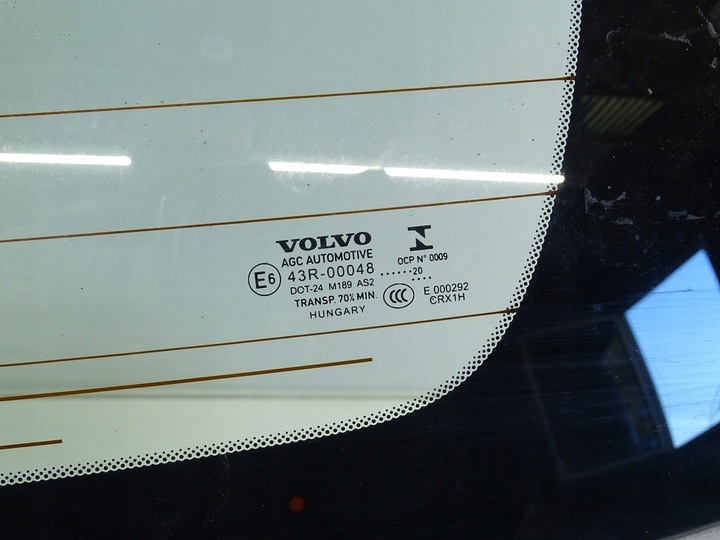 VOLVO
AGC AUTOMOTIVE
E6 43R-00048
DOT-24 M189 AS2
TRANSP. 70% MIN.
HUNGARY
OCP N° 0009
......20
....
CCC
E 000292
CRX1H